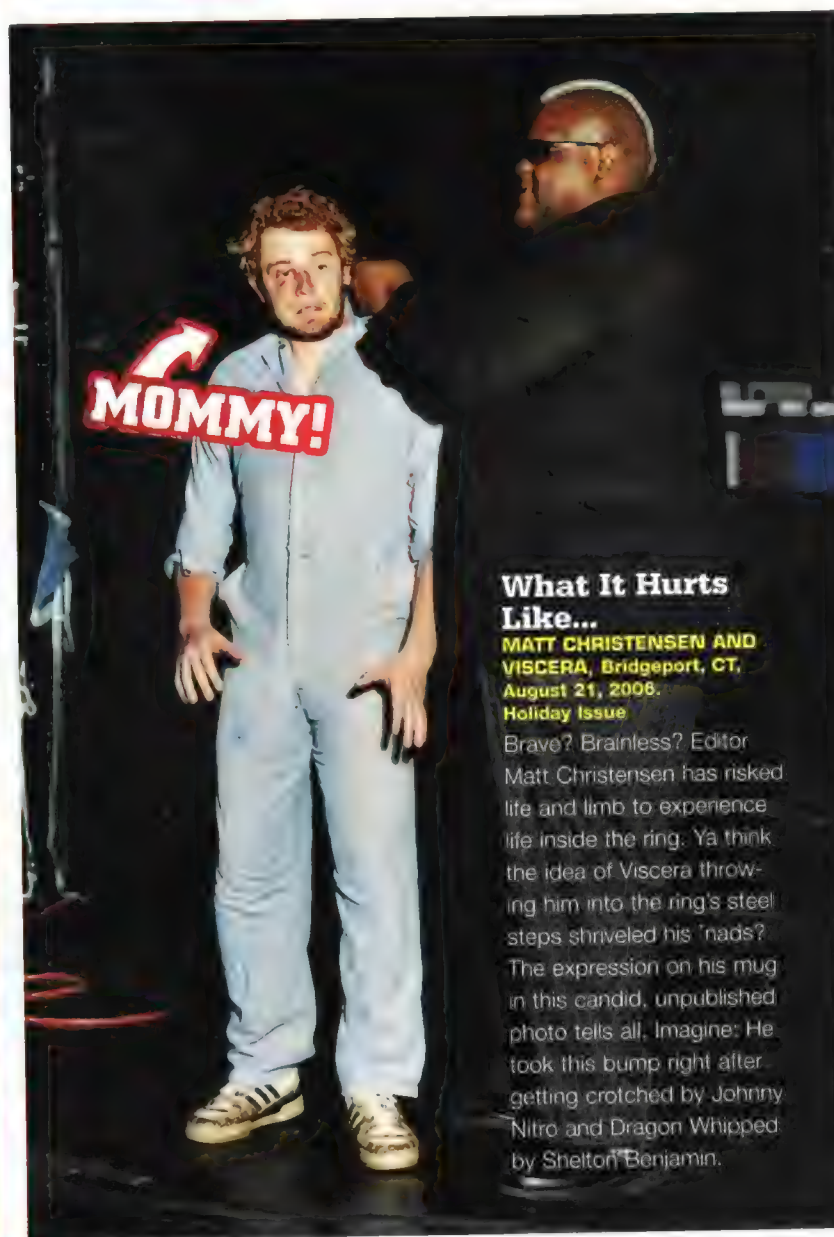 MOMMY!
What It Hurts
Like...
MATT CHRISTENSEN AND
VISCERA, Bridgeport, CT,
August 21, 2006.
Holiday Issue
Brave? Brainless? Editor
Matt Christensen has risked
life and limb to experience
life inside the ring. Ya think
the idea of Viscera throw-
ing him into the ring's steel
steps shriveled his 'nads?
The expression on his mug
in this candid, unpublished
photo tells all. Imagine: He
took this bump right after
getting crotched by Johnny
Nitro and Dragon Whipped
by Shelton Benjamin.